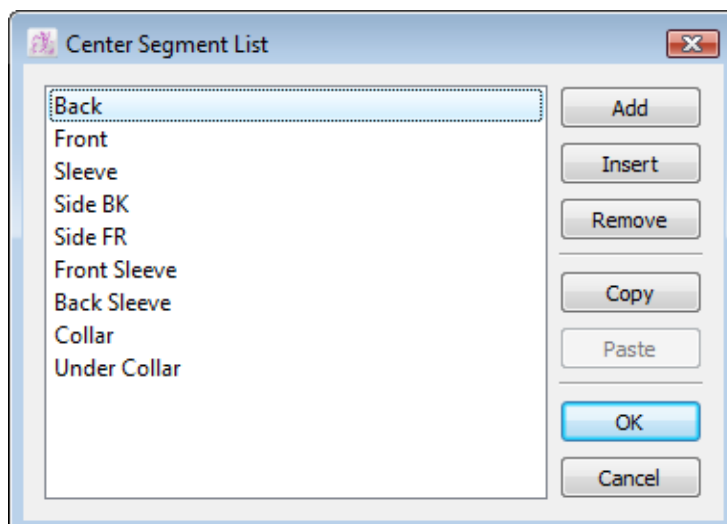 Center Segment List
Back
Front
Sleeve
Side BK
Side FR
Front Sleeve
Back Sleeve
Collar
Under Collar
Add
Insert
Remove
Copy
Paste
OK
Cancel